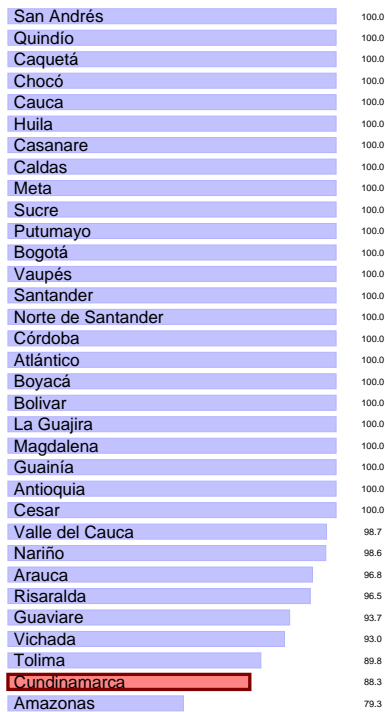 San Andrés 100.0
Quindío 100.0
Caquetá 100.0
Chocó 100.0
Cauca 100.0
Huila 100.0
Casanare 100.0
Caldas 100.0
Meta 100.0
Sucre 100.0
Putumayo 100.0
Bogotá 100.0
Vaupés 100.0
Santander 100.0
Norte de Santander 100.0
Córdoba 100.0
Atlántico 100.0
Boyacá 100.0
Bolivar 100.0
La Guajira 100.0
Magdalena 100.0
Guainía 100.0
Antioquia 100.0
Cesar 100.0
Valle del Cauca 98.7
Nariño 98.6
Arauca 96.8
Risaralda 96.5
Guaviare 93.7
Vichada 93.0
Tolima 89.8
Cundinamarca 88.3
Amazonas 79.3